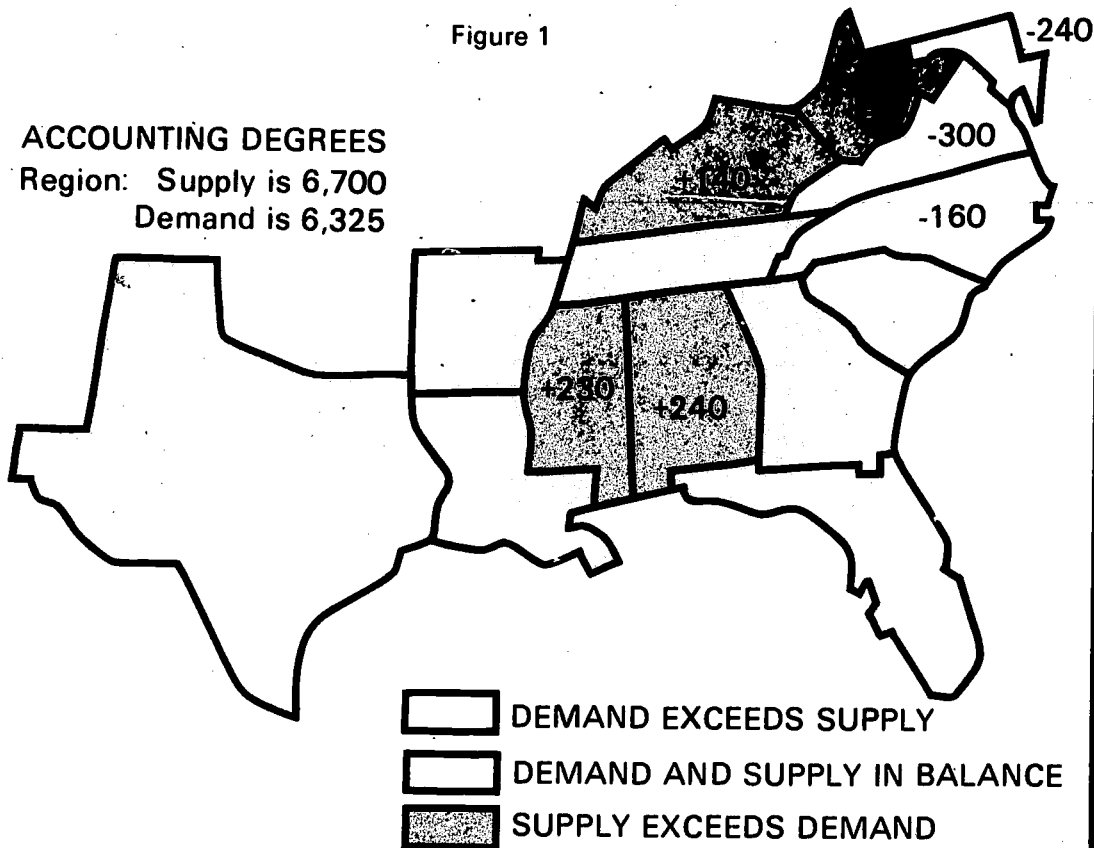 Figure 1
-240
ACCOUNTING DEGREES
Region: Supply is 6,700
Demand is 6,325
-300
+140
-160
+230
+240
DEMAND EXCEEDS SUPPLY
DEMAND AND SUPPLY IN BALANCE
SUPPLY EXCEEDS DEMAND